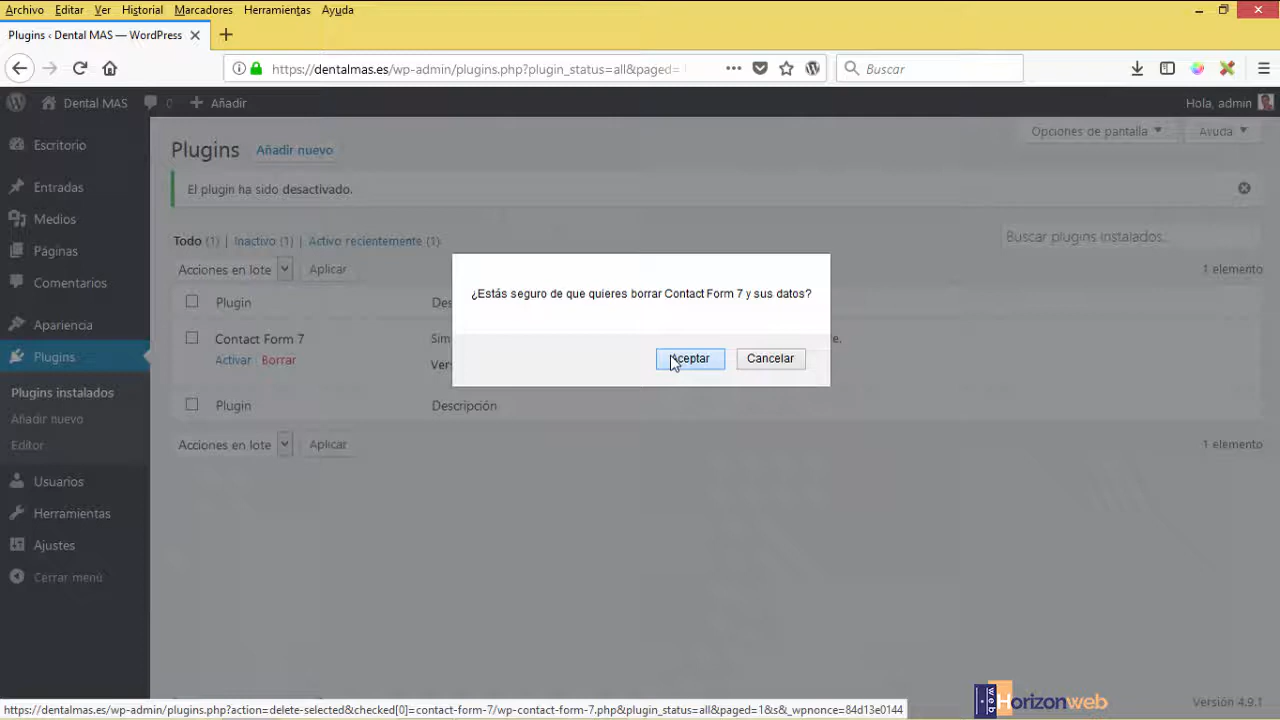 Archivo Editar Ver Historial Marcadores Herramientas Ayuda
Plugins ‹ Dental MAS — WordPress
https://dentalmas.es/wp-admin/plugins.php?plugin_status=all&paged=
Buscar
Dental MAS 0 Añadir Hola, admin
Opciones de pantalla Ayuda
Escritorio
Entradas
Medios
Páginas
Comentarios
Apariencia
Plugins
Plugins instalados
Añadir nuevo
Editor
Usuarios
Herramientas
Ajustes
Cerrar menú
Plugins Añadir nuevo
El plugin ha sido desactivado.
Todo (1) | Inactivo (1) | Activo recientemente (1)
Buscar plugins instalados...
Acciones en lote Aplicar 1 elemento
Plugin
Contact Form 7
Activar | Borrar
Plugin Descripción
Acciones en lote Aplicar 1 elemento
¿Estás seguro de que quieres borrar Contact Form 7 y sus datos?
Aceptar Cancelar
https://dentalmas.es/wp-admin/plugins.php?action=delete-selected&checked[]=contact-form-7/wp-contact-form-7.php&plugin_status=all&paged=1&s&_wpnonce=84d13e0144
web Horizonweb
Versión 4.9.1